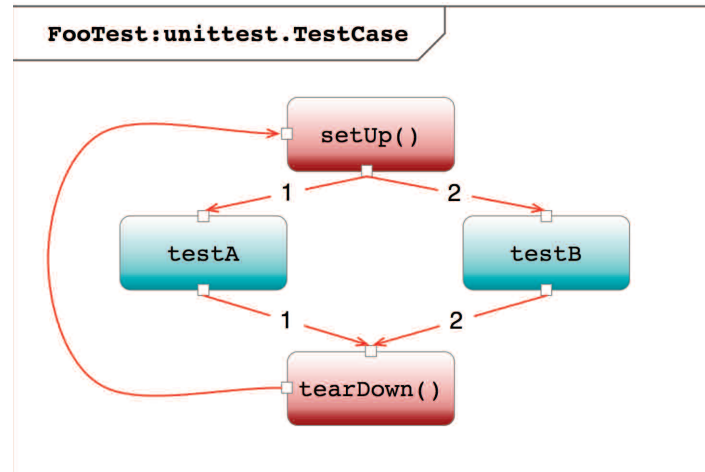 FooTest:unittest.TestCase
setUp()
1 2
testA testB
1 2
tearDown()